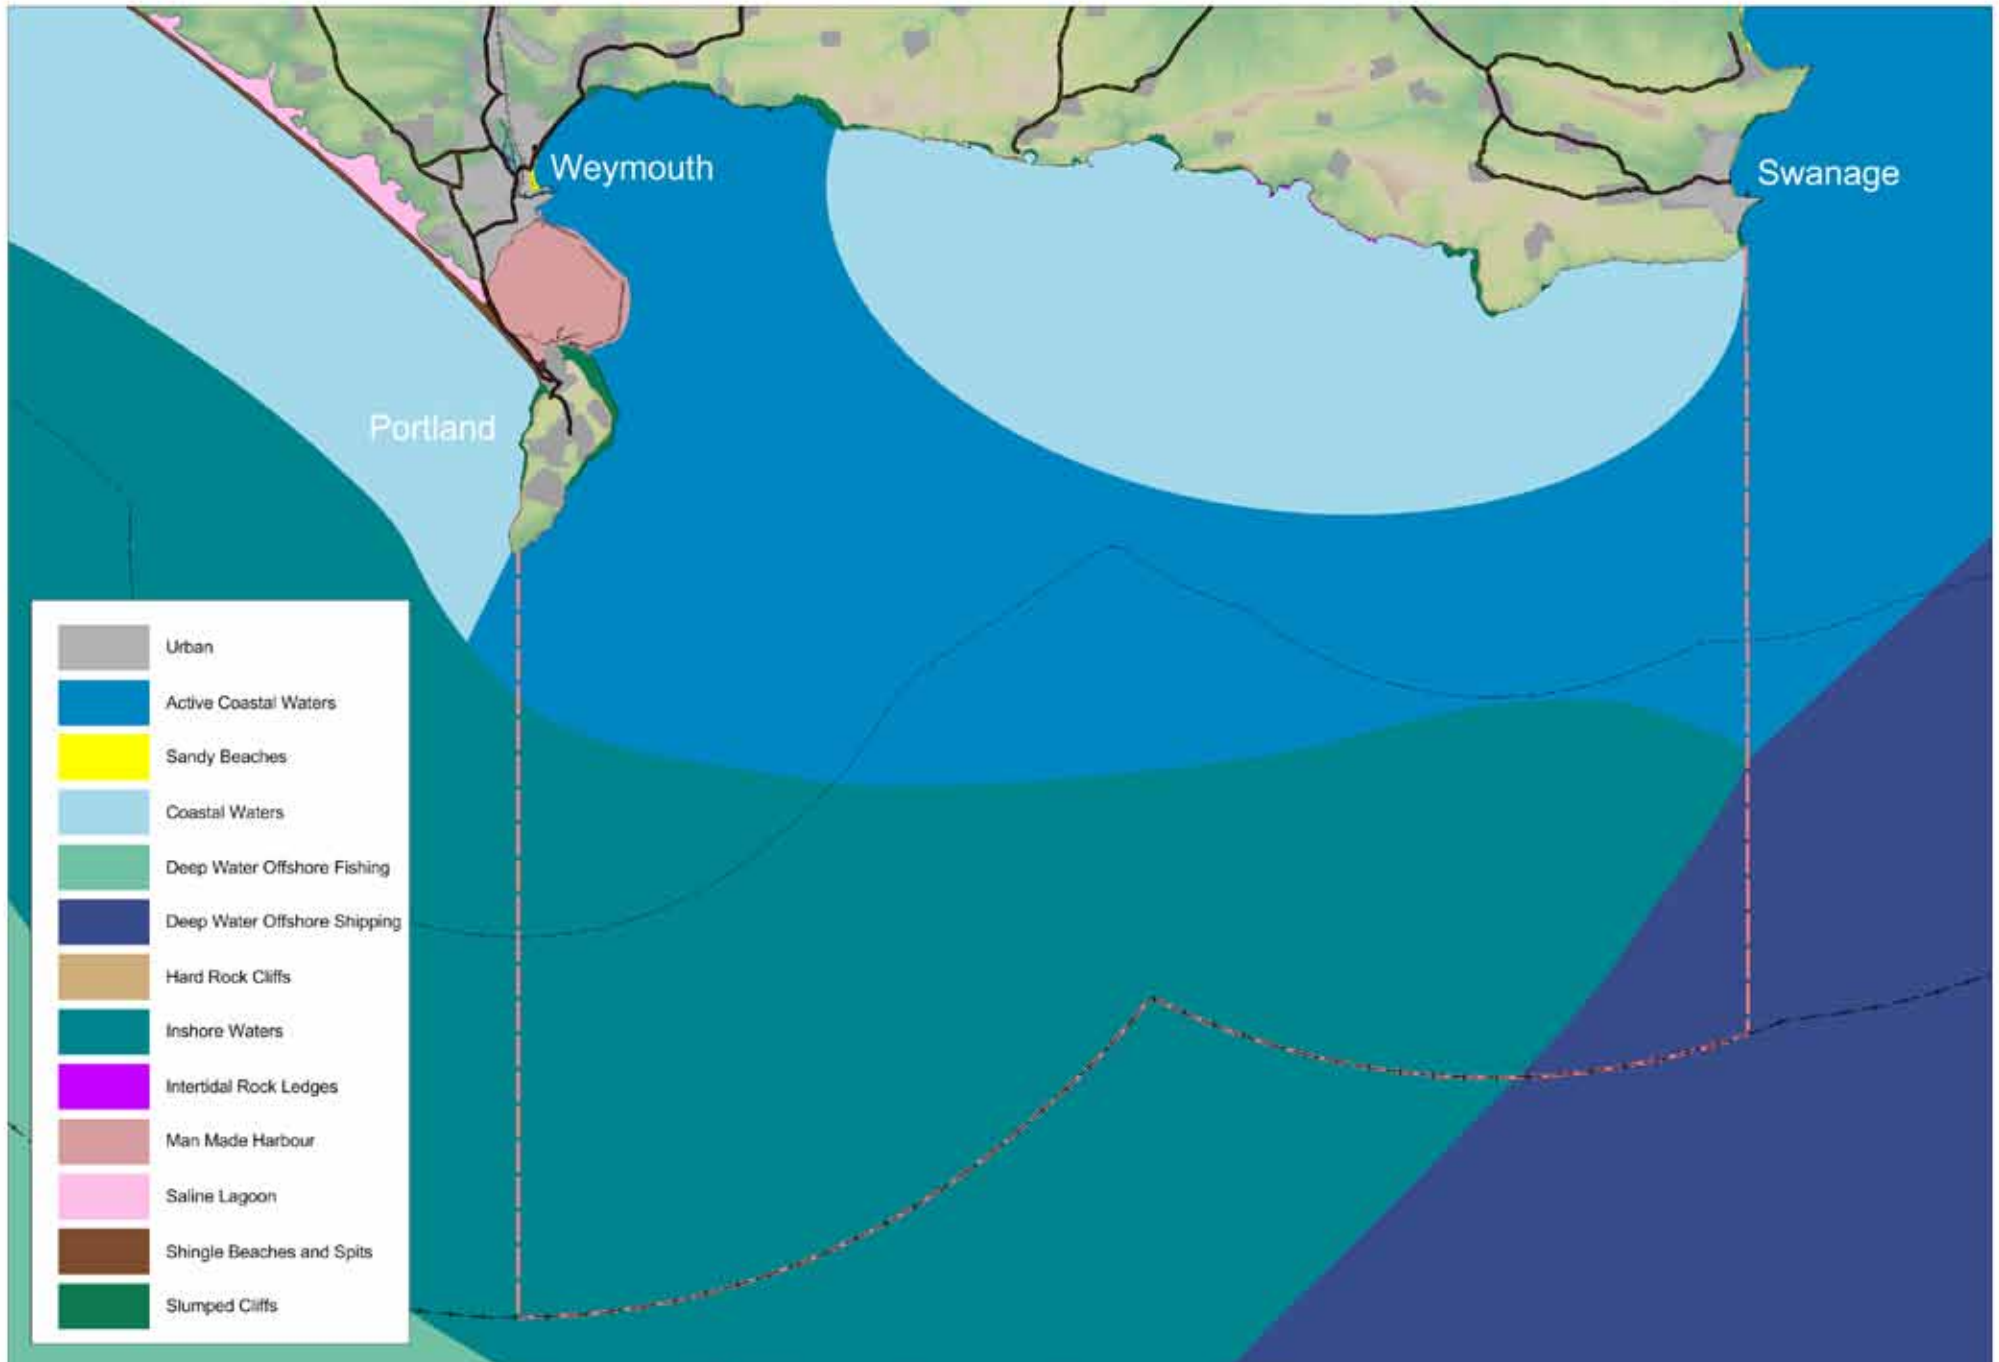 Weymouth
Swanage
Portland
Urban
Active Coastal Waters
Sandy Beaches
Coastal Waters
Deep Water Offshore Fishing
Deep Water Offshore Shipping
Hard Rock Cliffs
Inshore Waters
Intertidal Rock Ledges
Man Made Harbour
Saline Lagoon
Shingle Beaches and Spits
Slumped Cliffs